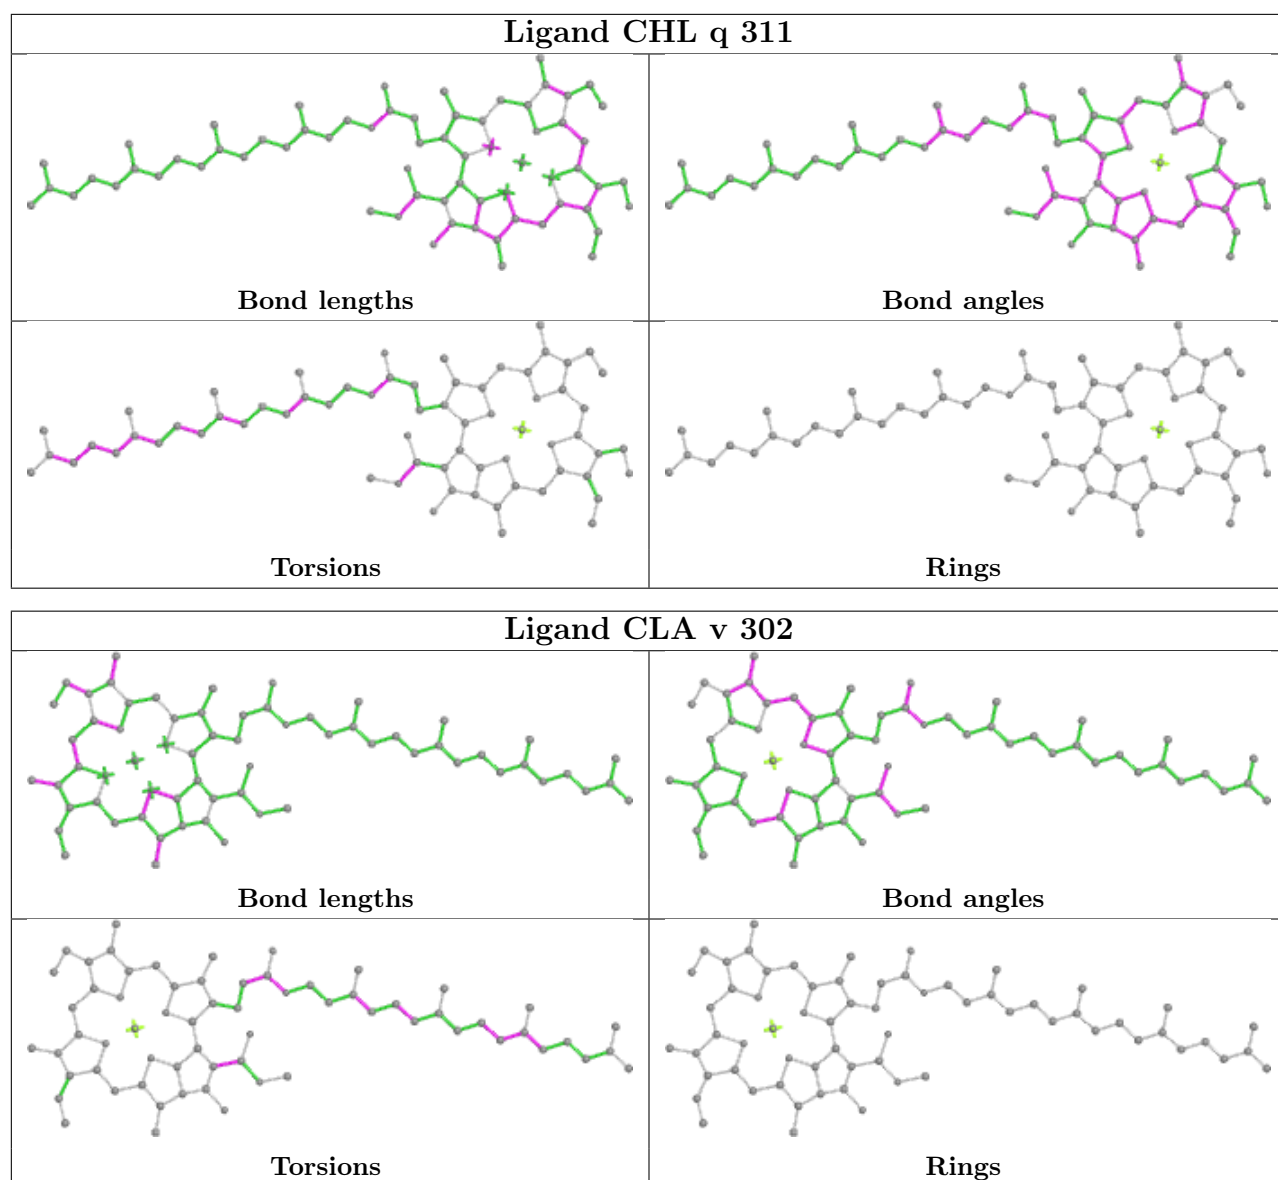 Ligand CHL q 311
Bond lengths
Bond angles
Torsions
Rings
Ligand CLA v 302
Bond lengths
Bond angles
Torsions
Rings